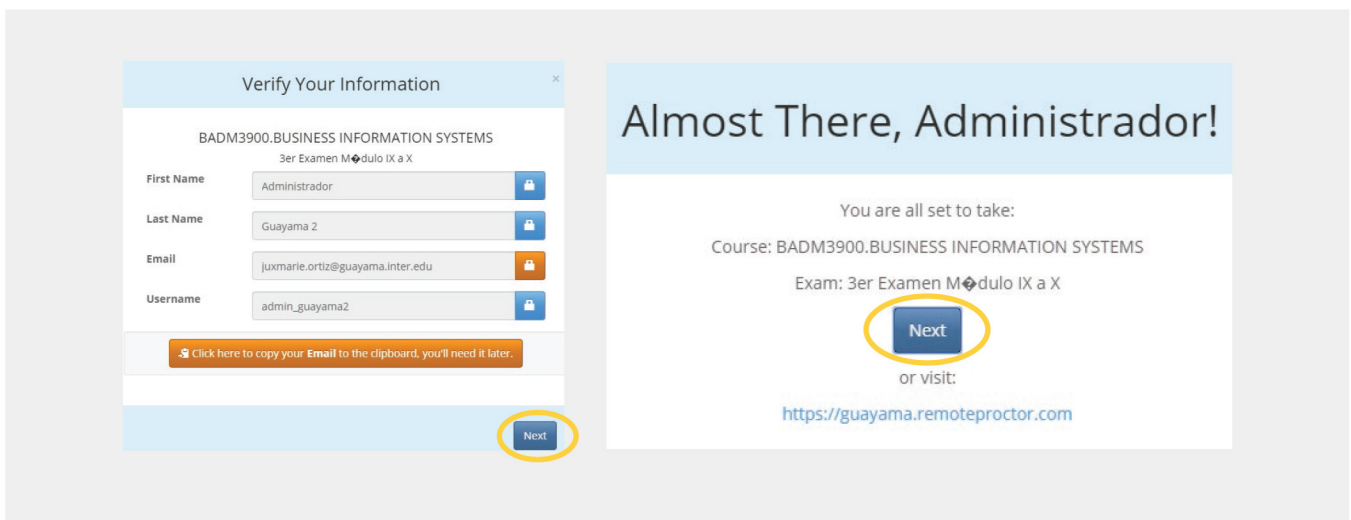 Verify Your Information
×
BADM3900.BUSINESS INFORMATION SYSTEMS
3er Examen M�dulo IX a X
First Name
Administrador
Last Name
Guayama 2
Email
juxmarie.ortiz@guayama.inter.edu
Username
admin_guayama2
Click here to copy your Email to the clipboard, you'll need it later.
Next
Almost There, Administrador!
You are all set to take:
Course: BADM3900.BUSINESS INFORMATION SYSTEMS
Exam: 3er Examen M�dulo IX a X
Next
or visit:
https://guayama.remoteproctor.com